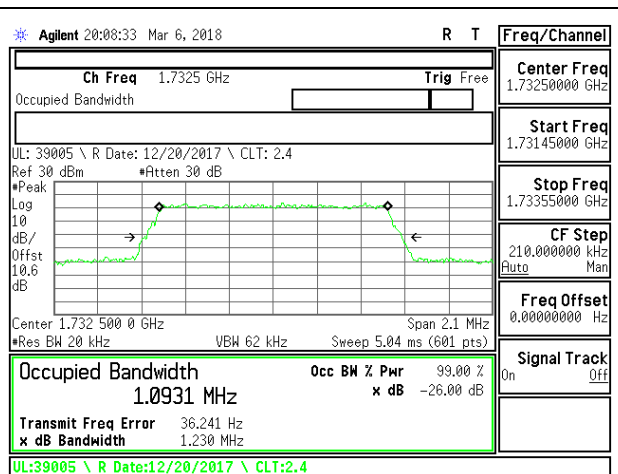 Agilent 20:08:33 Mar 6, 2018 R T
Freq/Channel
Ch Freq 1.7325 GHz Trig Free
Occupied Bandwidth
Center Freq
1.73250000 GHz
Start Freq
1.73145000 GHz
Stop Freq
1.73355000 GHz
CF Step
210.000000 kHz
Auto Man
Freq Offset
0.00000000 Hz
Signal Track
On Off
UL: 39005 \ R Date: 12/20/2017 \ CLT: 2.4
Ref 30 dBm #Atten 30 dB
#Peak
Log
10
dB/
Offst
10.6
dB
Center 1.732 500 0 GHz Span 2.1 MHz
#Res BW 20 kHz VBW 62 kHz Sweep 5.04 ms (601 pts)
Occupied Bandwidth Occ BW % Pwr 99.00 %
1.0931 MHz x dB -26.00 dB
Transmit Freq Error 36.241 Hz
x dB Bandwidth 1.230 MHz
UL:39005 \ R Date:12/20/2017 \ CLT:2.4